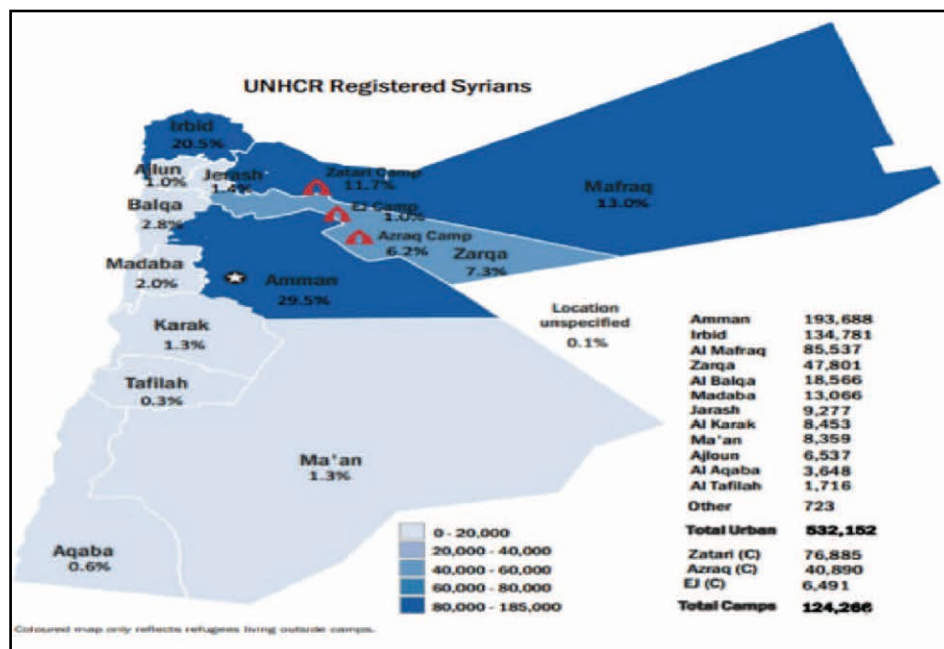 UNHCR Registered Syrians
Irbid
20.5%
Ajlun
1.0%
Jerash
1.4%
Zatari Camp
11.7%
Mafraq
13.0%
Balqa
2.8%
EJ Camp
1.0%
Azraq Camp
6.2%
Zarqa
7.3%
Madaba
2.0%
Amman
29.5%
Karak
1.3%
Location
unspecified
0.1%
Tafilah
0.3%
Ma'an
1.3%
Aqaba
0.6%
Amman 193,688
Irbid 134,781
Al Mafraq 85,537
Zarqa 47,801
Al Balqa 18,566
Madaba 13,066
Jarash 9,277
Al Karak 8,453
Ma'an 8,359
Ajloun 6,537
Al Aqaba 3,648
Al Tafilah 1,716
Other 723
Total Urban 532,152
Zatari (C) 76,885
Azraq (C) 40,890
EJ (C) 6,491
Total Camps 124,266
0 - 20,000
20,000 - 40,000
40,000 - 60,000
60,000 - 80,000
80,000 - 185,000
Coloured map only reflects refugees living outside camps.